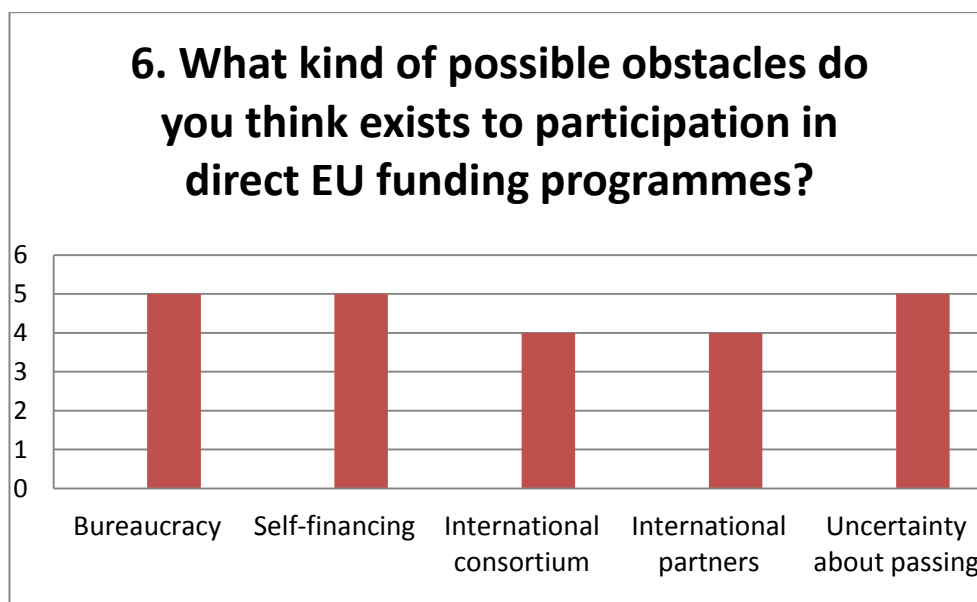 6. What kind of possible obstacles do
you think exists to participation in
direct EU funding programmes?
6
5
4
3
2
1
0
Bureaucracy
Self-financing
International
consortium
International
partners
Uncertainty
about passing